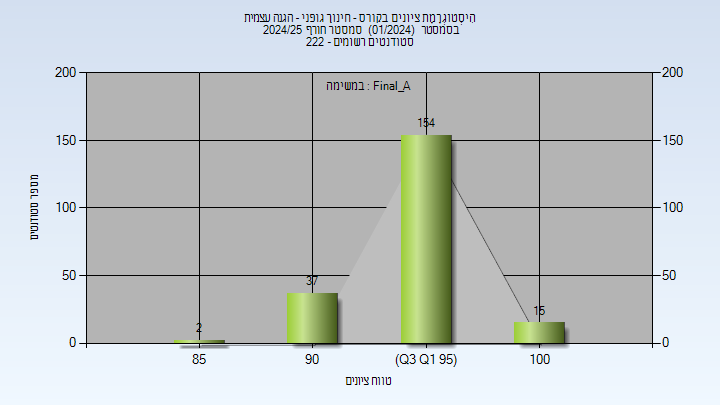 היסטוגרמת ציונים בקורס - חינוך גופני - הגנה עצמית
בסמסטר (01/2024) סמסטר חורף 2024/25
סטודנטים רשומים - 222
במשימה : Final_A
מספר סטודנטים
200
150
100
50
0
200
150
100
50
0
2
37
154
15
85
90
(Q3 Q1 95)
100
טווח ציונים